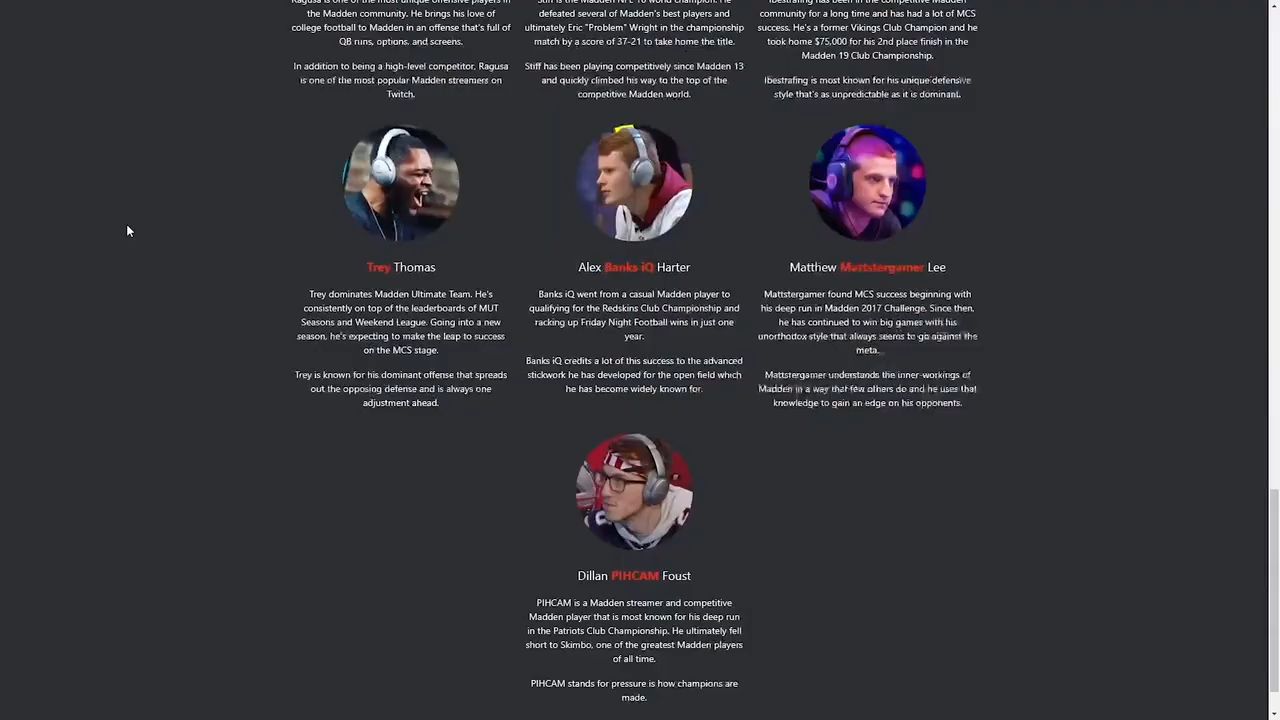 Ragusa is one of the most unique offensive players in
the Madden community. He brings his love of
college football to Madden in an offense that's full of
QB runs, options, and screens.
In addition to being a high-level competitor, Ragusa
is one of the most popular Madden streamers on
Twitch.
defeated several of Madden's best players and
ultimately Eric "Problem" Wright in the championship
match by a score of 37-21 to take home the title.
Stiff has been playing competitively since Madden 13
and quickly climbed his way to the top of the
competitive Madden world.
community for a long time and has had a lot of MCS
success. He's a former Vikings Club Champion and he
took home $75,000 for his 2nd place finish in the
Madden 19 Club Championship.
Ibestrafing is most known for his unique defensive
style that's as unpredictable as it is dominant.
Trey Thomas
Trey dominates Madden Ultimate Team. He's
consistently on top of the leaderboards of MUT
Seasons and Weekend League. Going into a new
season, he's expecting to make the leap to success
on the MCS stage.
Trey is known for his dominant offense that spreads
out the opposing defense and is always one
adjustment ahead.
Alex Banks iQ Harter
Banks iQ went from a casual Madden player to
qualifying for the Redskins Club Championship and
racking up Friday Night Football wins in just one
year.
Banks iQ credits a lot of this success to the advanced
stickwork he has developed for the open field which
he has become widely known for.
Matthew Mattstergamer Lee
Mattstergamer found MCS success beginning with
his deep run in Madden 2017 Challenge. Since then,
he has continued to win big games with his
unorthodox style that always seems to go against the
meta.
Mattstergamer understands the inner-workings of
Madden in a way that few others do and he uses that
knowledge to gain an edge on his opponents.
Dillan PIHCAM Foust
PIHCAM is a Madden streamer and competitive
Madden player that is most known for his deep run
in the Patriots Club Championship. He ultimately fell
short to Skimbo, one of the greatest Madden players
of all time.
PIHCAM stands for pressure is how champions are
made.